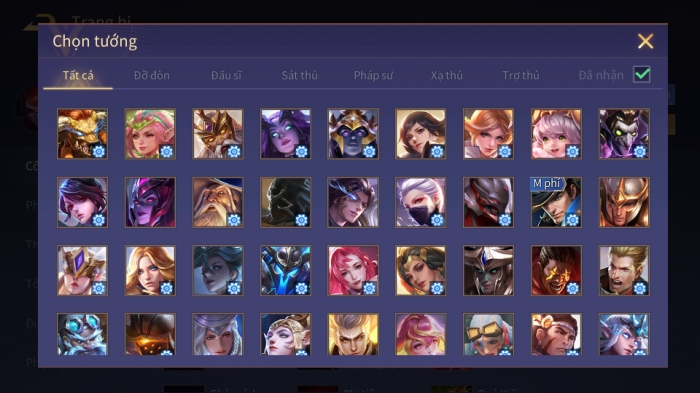 Trang bị
Chọn tướng
Tất cả
Đỡ đòn
Đấu sĩ
Sát thủ
Pháp sư
Xạ thủ
Trợ thủ
Đã nhận
M phí